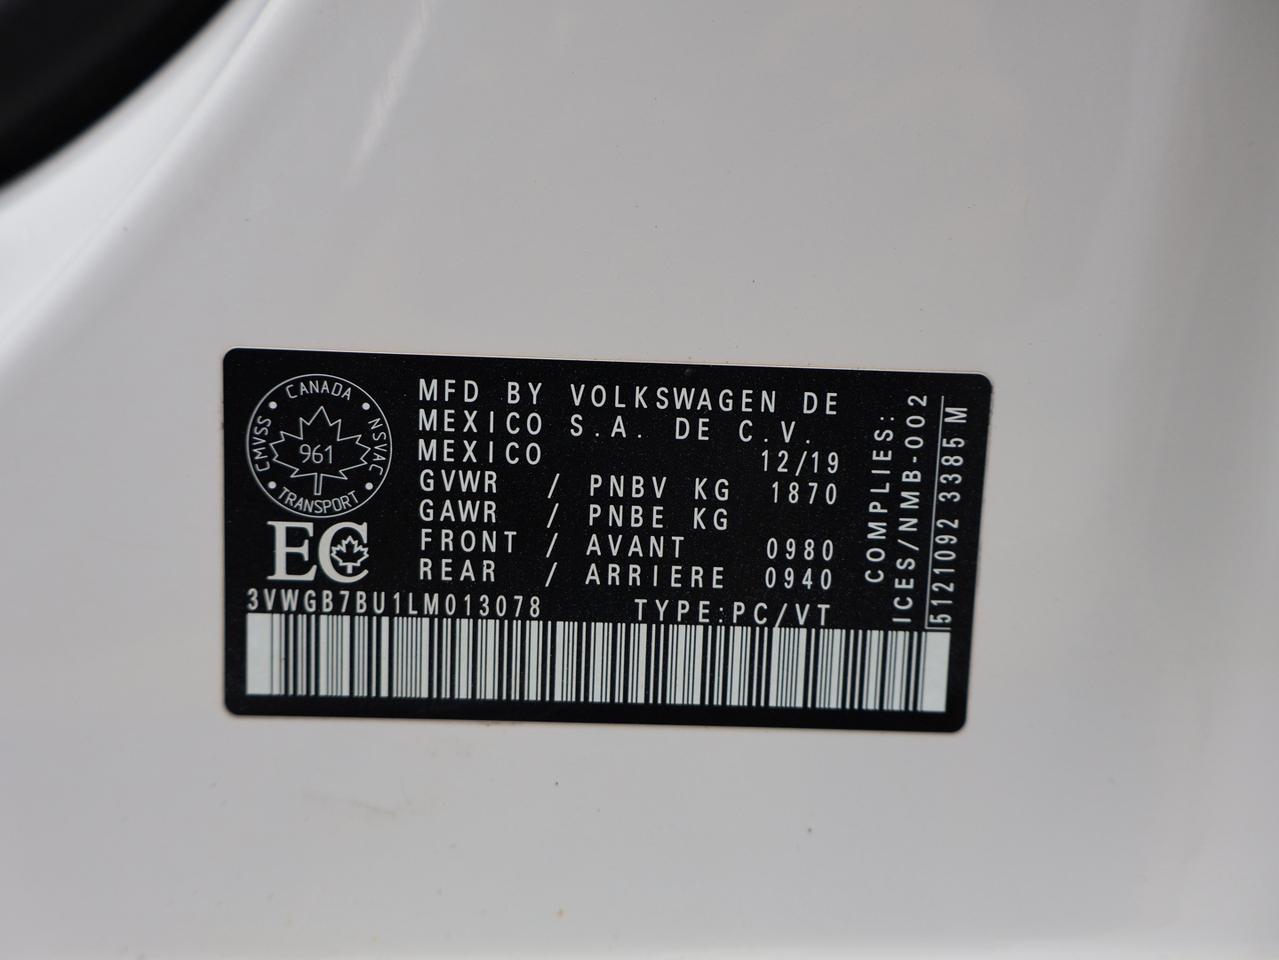 CANADA
CMVSS • NSVAC
961
TRANSPORT
EC
MFD BY VOLKSWAGEN DE
MEXICO S.A. DE C.V.
MEXICO 12/19
GVWR / PNBV KG 1870
GAWR / PNBE KG
FRONT / AVANT 0980
REAR / ARRIERE 0940
3VWGB7BU1LM013078 TYPE:PC/VT
COMPLIES:
ICES/NMB-002
5121092 3385 M